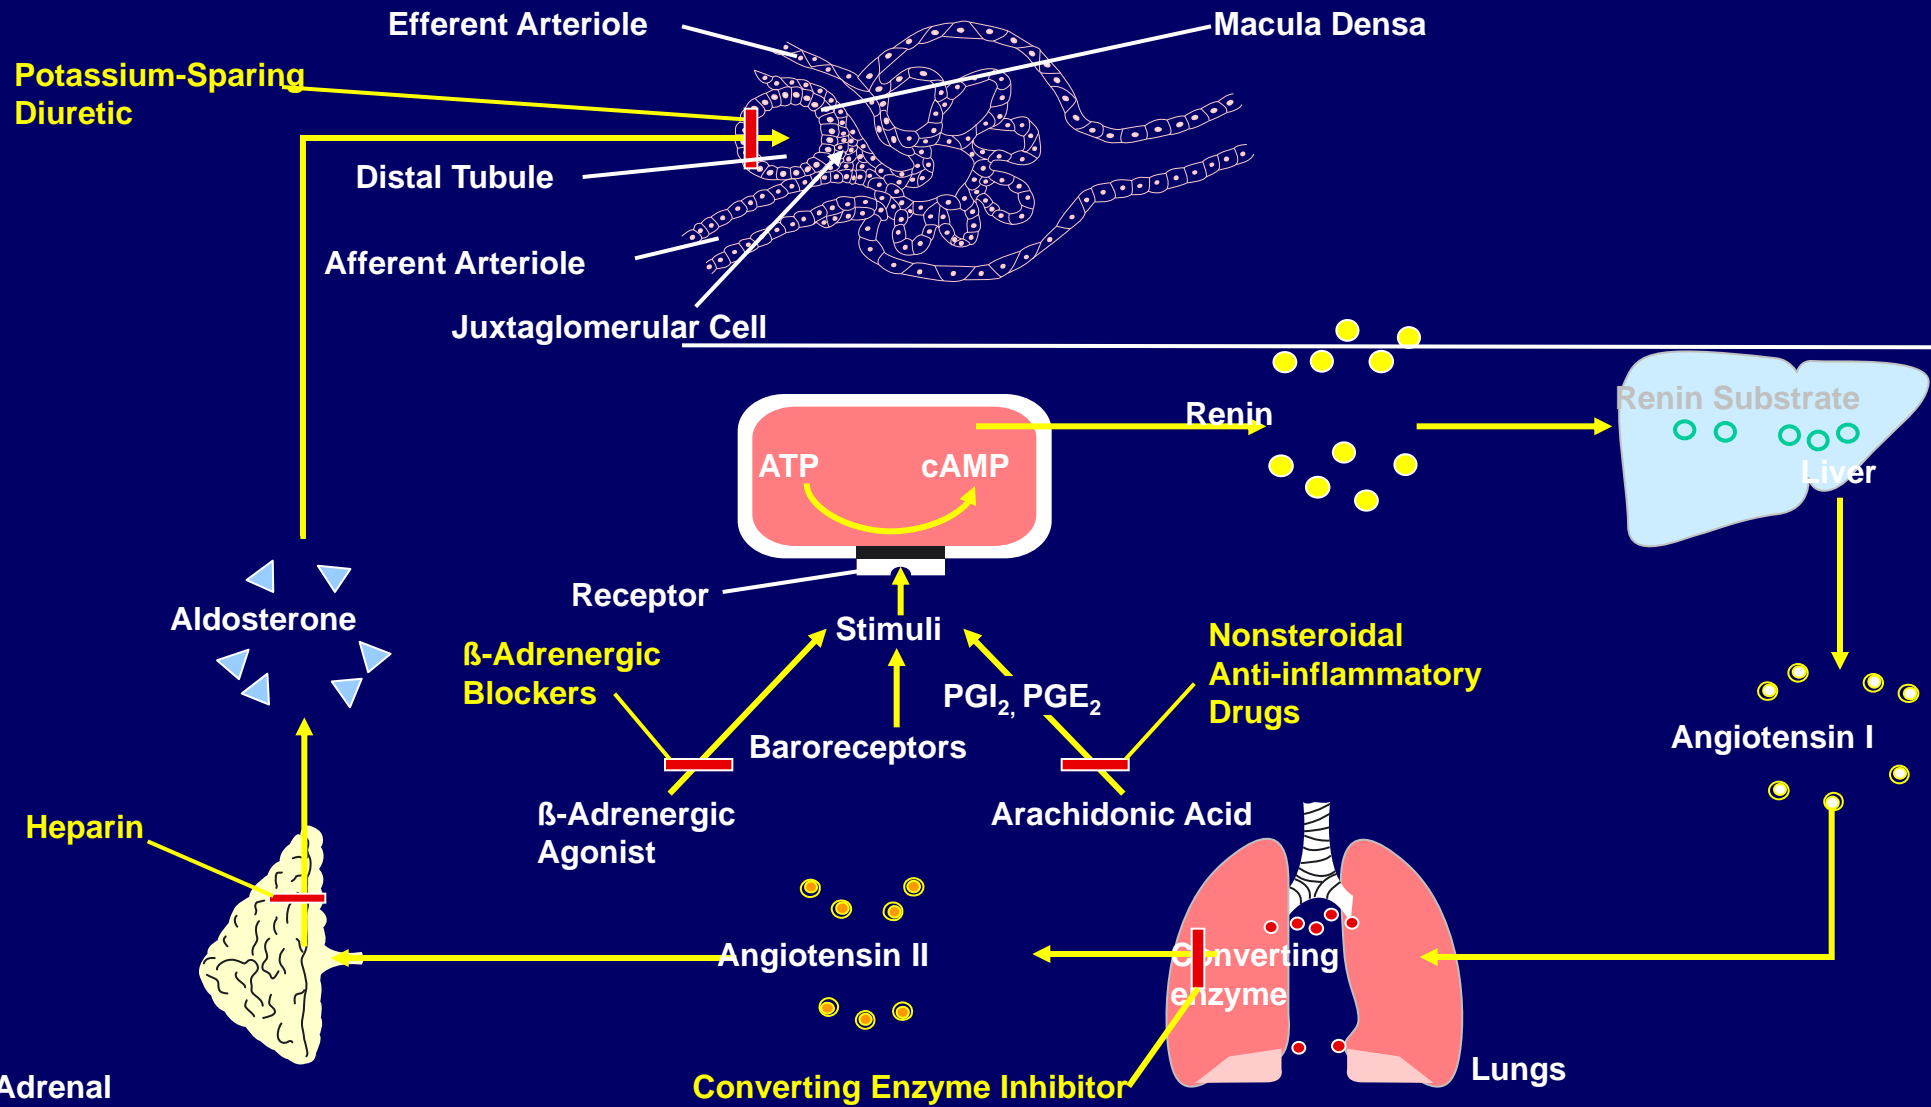 Efferent Arteriole
Macula Densa
Potassium-Sparing
Diuretic
Distal Tubule
Afferent Arteriole
Juxtaglomerular Cell
Renin
Renin Substrate
Liver
ATP
cAMP
Receptor
Stimuli
Aldosterone
ß-Adrenergic
Blockers
PGI2, PGE2
Nonsteroidal
Anti-inflammatory
Drugs
Baroreceptors
Angiotensin I
Heparin
ß-Adrenergic
Agonist
Arachidonic Acid
Angiotensin II
Converting
enzyme
Adrenal
Converting Enzyme Inhibitor
Lungs